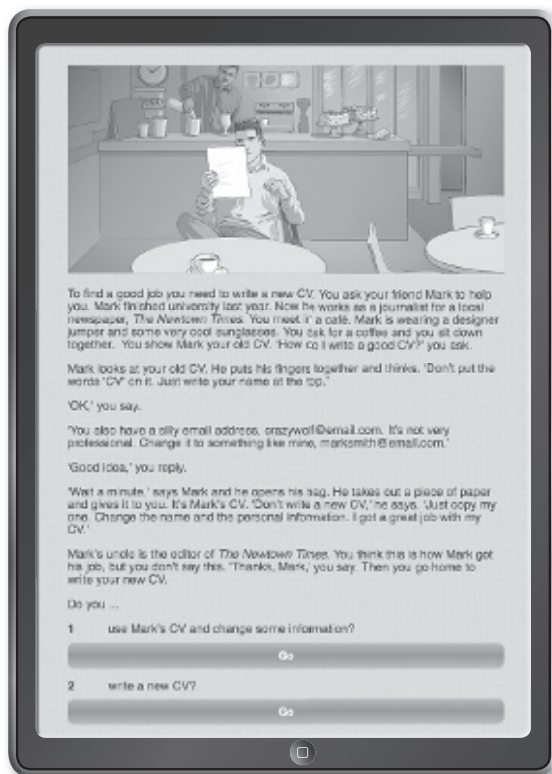 To find a good job you need to write a new CV. You ask your friend Mark to help
you. Mark finished university last year. Now he works as a journalist for a local
newspaper, The Newtown Times. You meet in a café. Mark is wearing a designer
jumper and some very cool sunglasses. You ask for a coffee and you sit down
together. You show Mark your old CV. 'How do I write a good CV?' you ask.
Mark looks at your old CV. He puts his fingers together and thinks. 'Don't put the
words 'CV' on it. Just write your name at the top.'
'OK,' you say.
'You also have a silly email address, crazywolf@email.com. It's not very
professional. Change it to something like mine, marksmith@email.com.'
'Good idea,' you reply.
'Wait a minute,' says Mark and he opens his bag. He takes out a piece of paper
and gives it to you. It's Mark's CV. 'Don't write a new CV,' he says. 'Just copy my
one. Change the name and the personal information. I got a great job with my
CV.'
Mark's uncle is the editor of The Newtown Times. You think this is how Mark got
his job, but you don't say this. 'Thanks, Mark,' you say. Then you go home to
write your new CV.
Do you ...
1 use Mark's CV and change some information?
Go
2 write a new CV?
Go